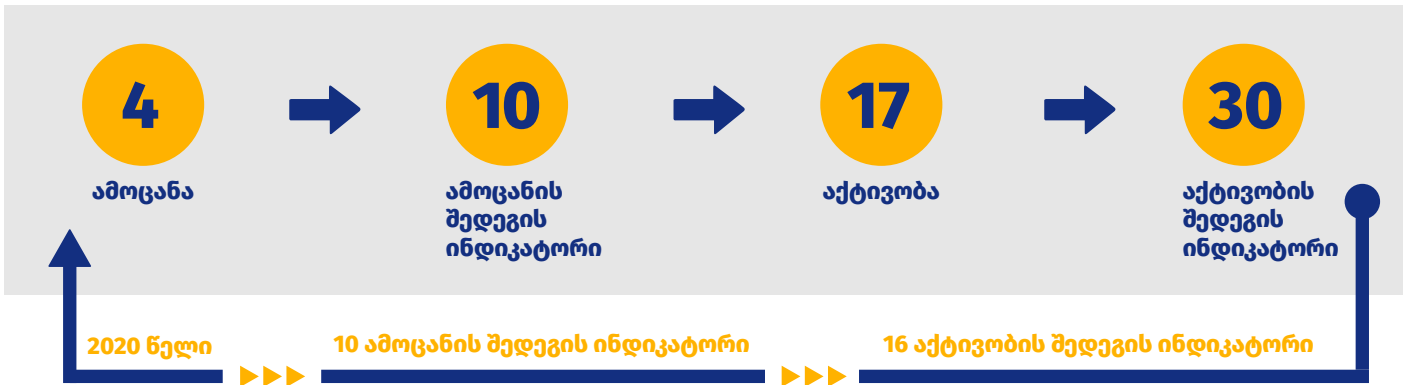 4
ამოცანა
10
ამოცანის
შედეგის
ინდიკატორი
17
აქტივობა
30
აქტივობის
შედეგის
ინდიკატორი
2020 წელი
10 ამოცანის შედეგის ინდიკატორი
16 აქტივობის შედეგის ინდიკატორი